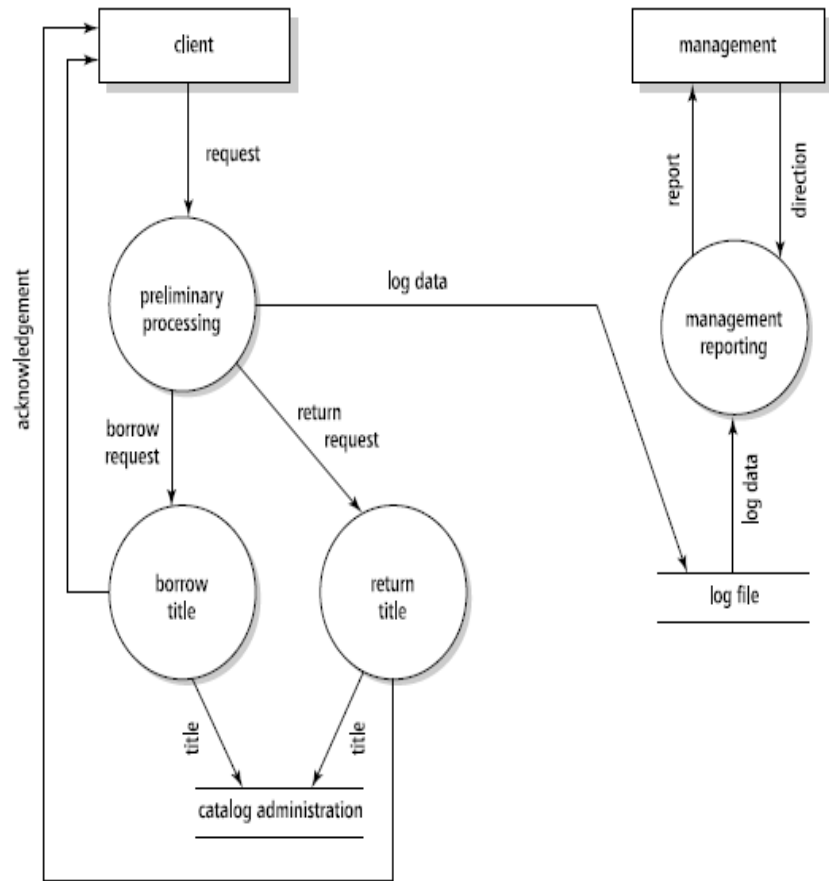 client
management
request
report
direction
preliminary
processing
log data
management
reporting
acknowledgement
borrow
request
return
request
log data
borrow
title
return
title
log file
title
title
catalog administration